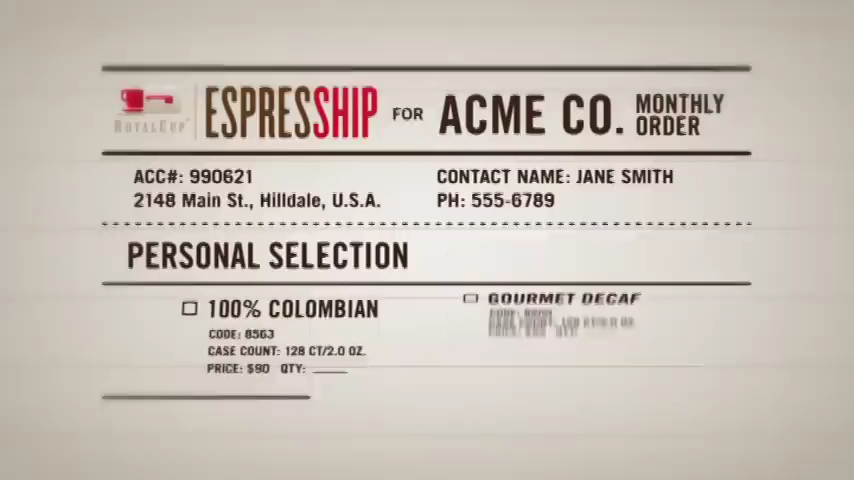 ROYALCUP
ESPRESSHIP FOR ACME CO. MONTHLY ORDER
ACC#: 990621
CONTACT NAME: JANE SMITH
2148 Main St., Hilldale, U.S.A.
PH: 555-6789
PERSONAL SELECTION
100% COLOMBIAN
CODE: 8563
CASE COUNT: 128 CT/2.0 OZ.
PRICE: $80 QTY:
GOURMET DECAF